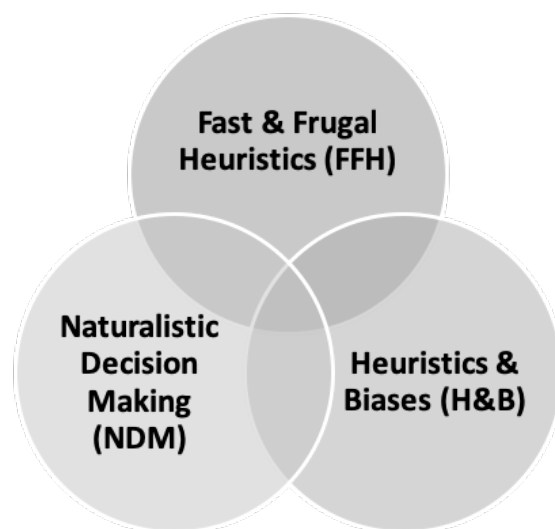 Fast & Frugal
Heuristics (FFH)
Naturalistic
Decision
Making
(NDM)
Heuristics &
Biases (H&B)